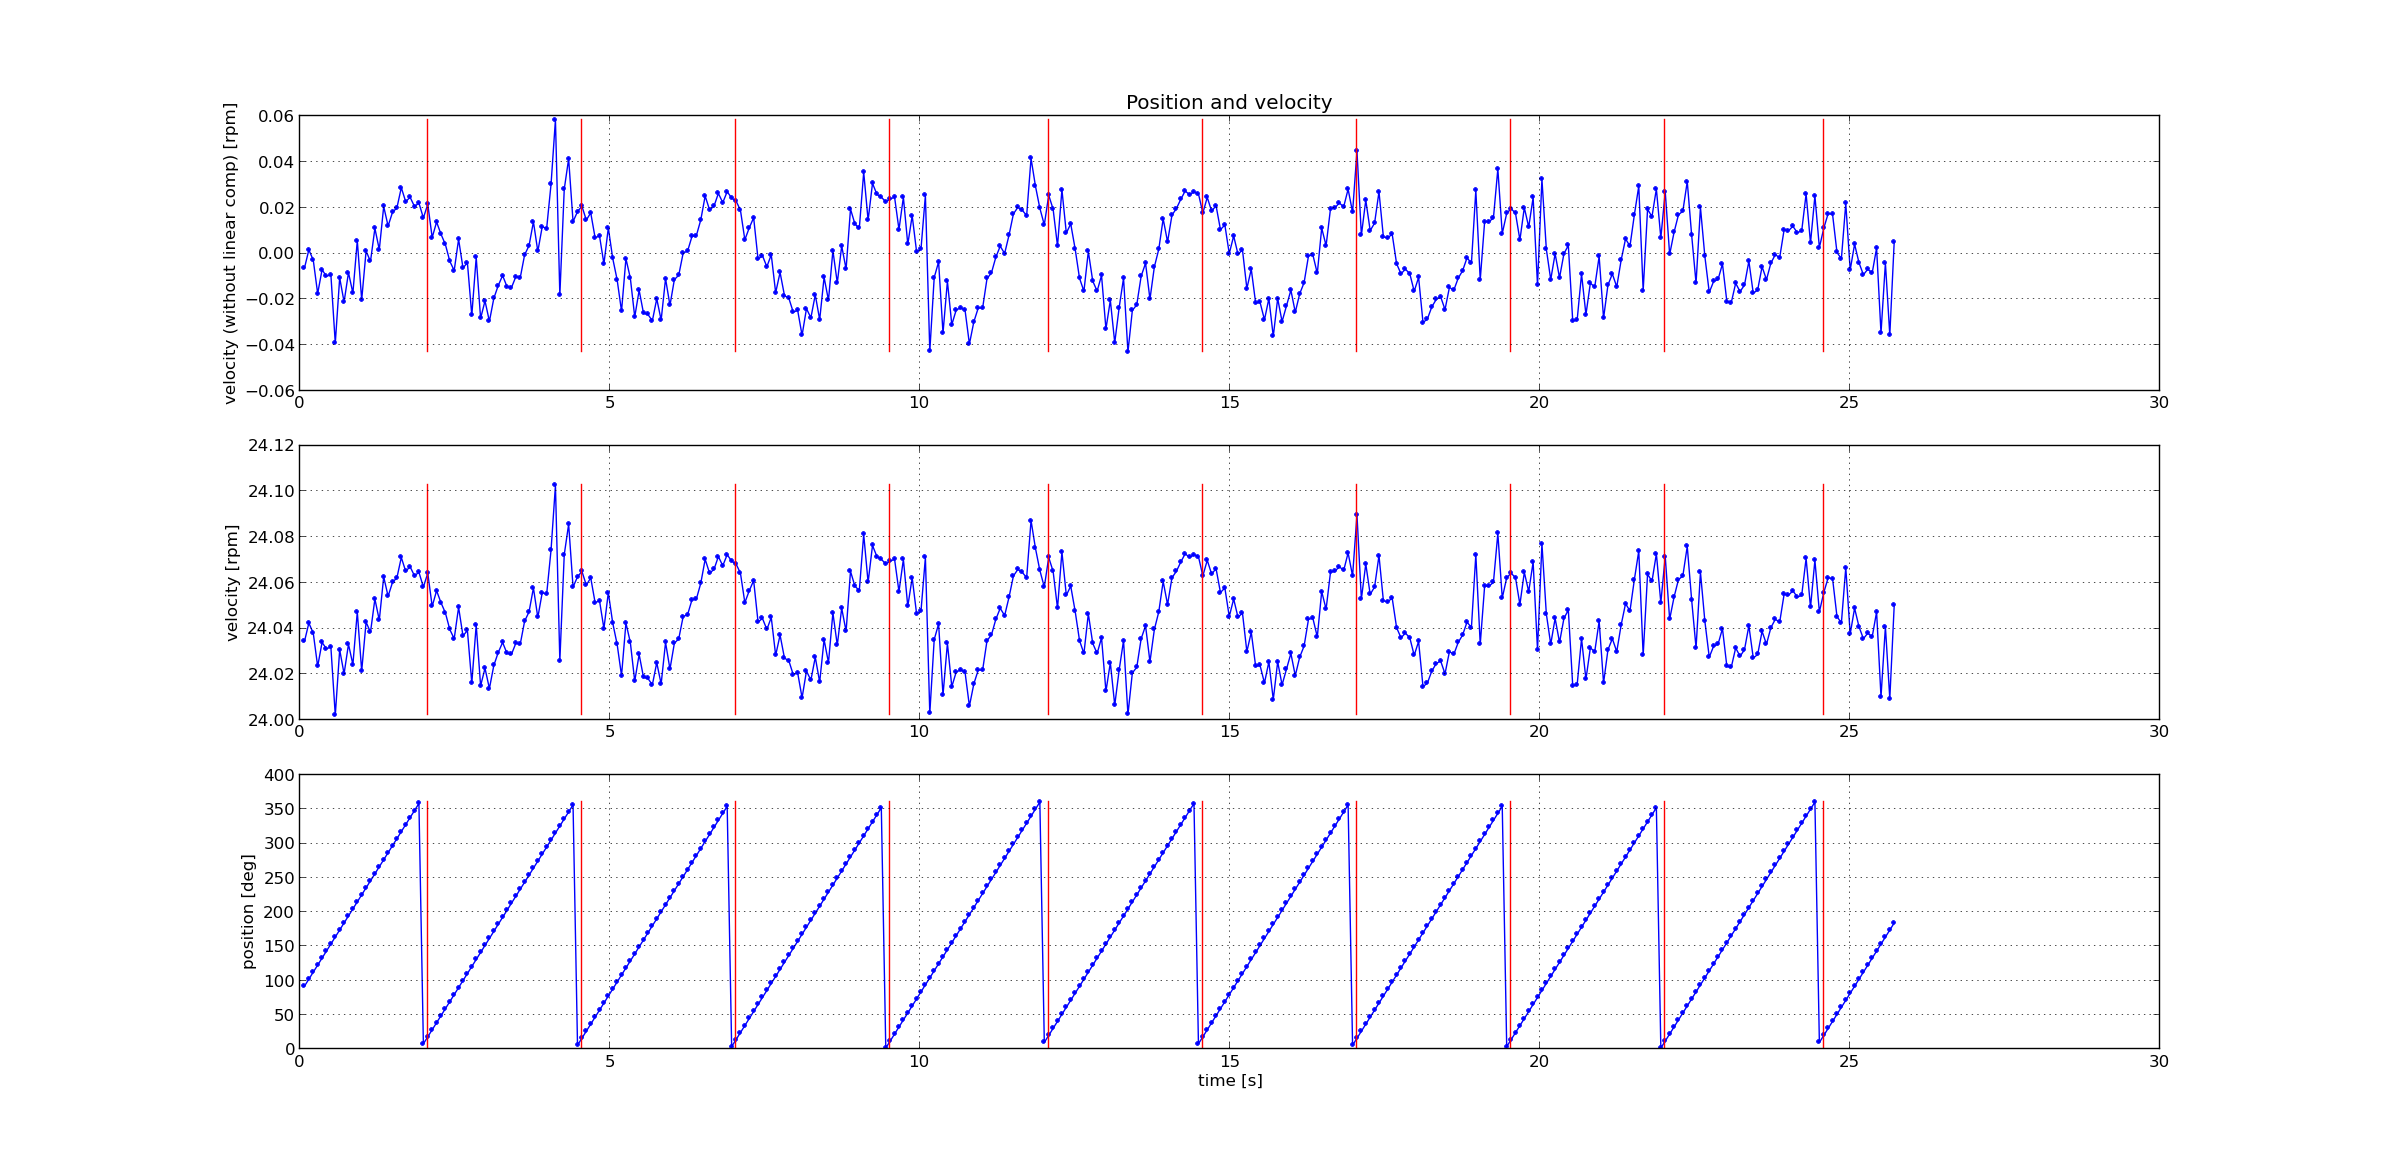 Position and velocity
velocity (without linear comp) [rpm]
0.06
0.04
0.02
0.00
−0.02
−0.04
−0.06
0 5 10 15 20 25 30
velocity [rpm]
24.12
24.10
24.08
24.06
24.04
24.02
24.00
0 5 10 15 20 25 30
position [deg]
400
350
300
250
200
150
100
50
0
0 5 10 15 20 25 30
time [s]